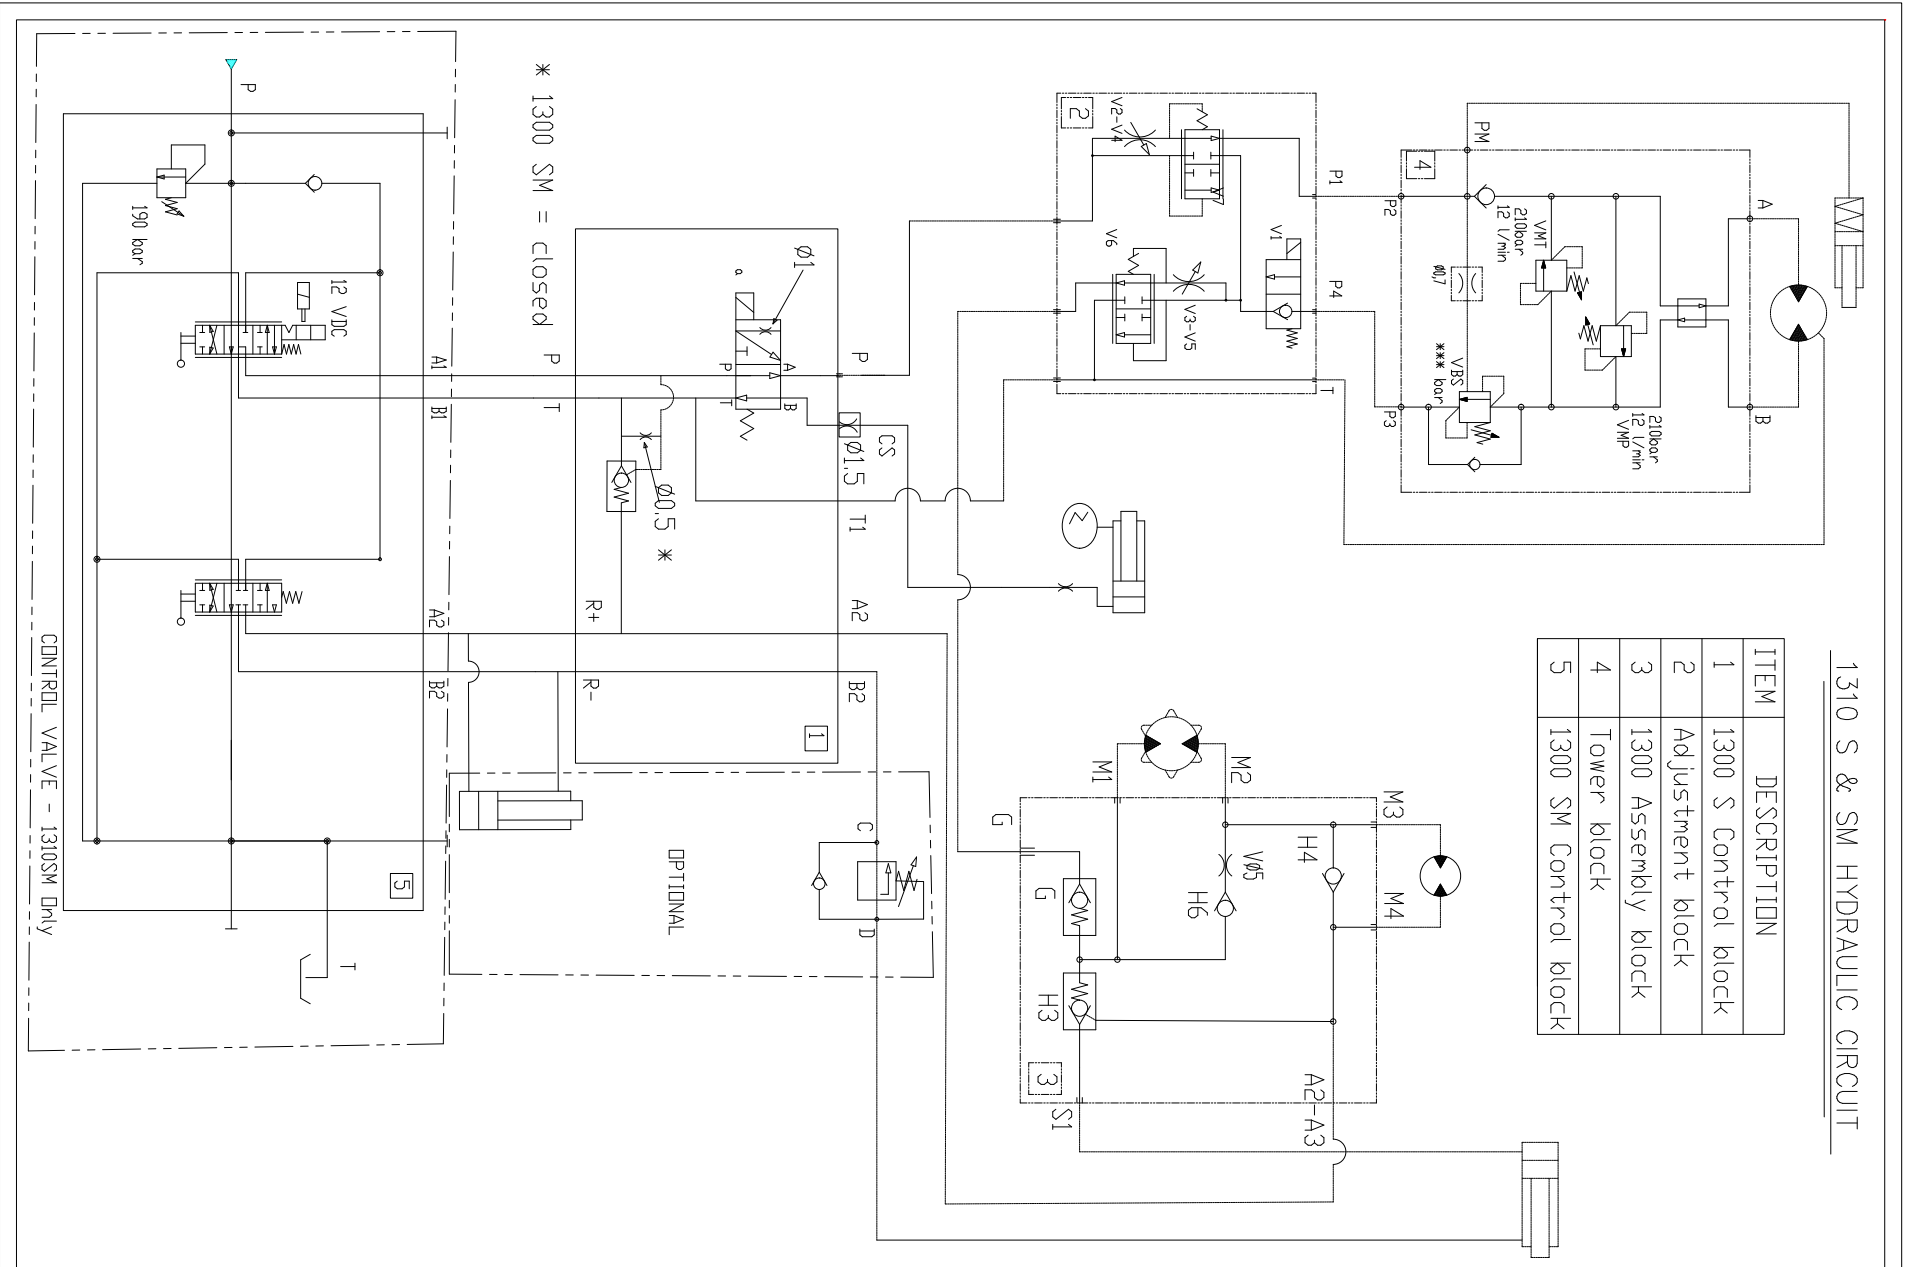 1310 S & SM HYDRAULIC CIRCUIT
ITEM DESCRIPTION
1 1300 S Control block
2 Adjustment block
3 1300 Assembly block
4 Tower block
5 1300 SM Control block
A
B
PM
4
P2
P3
210bar
12 l/min
VMT
Ø0,7
VBS
*** bar
210bar
12 l/min
VMP
P1
P4
T
2
V2-V4
V1
V6
V3-V5
* 1300 SM = closed
Ø1
a
A
B
P
T
P
CS
Ø1,5
T1
Ø0,5 *
P
T
A2
B2
R+
R-
1
P
190 bar
12 VDC
A1
B1
A2
B2
5
T
CONTROL VALVE - 1310SM Only
OPTIONAL
C
D
M1
M2
M3
M4
G
G
VØ5
H6
H4
H3
3
S1
A2-A3